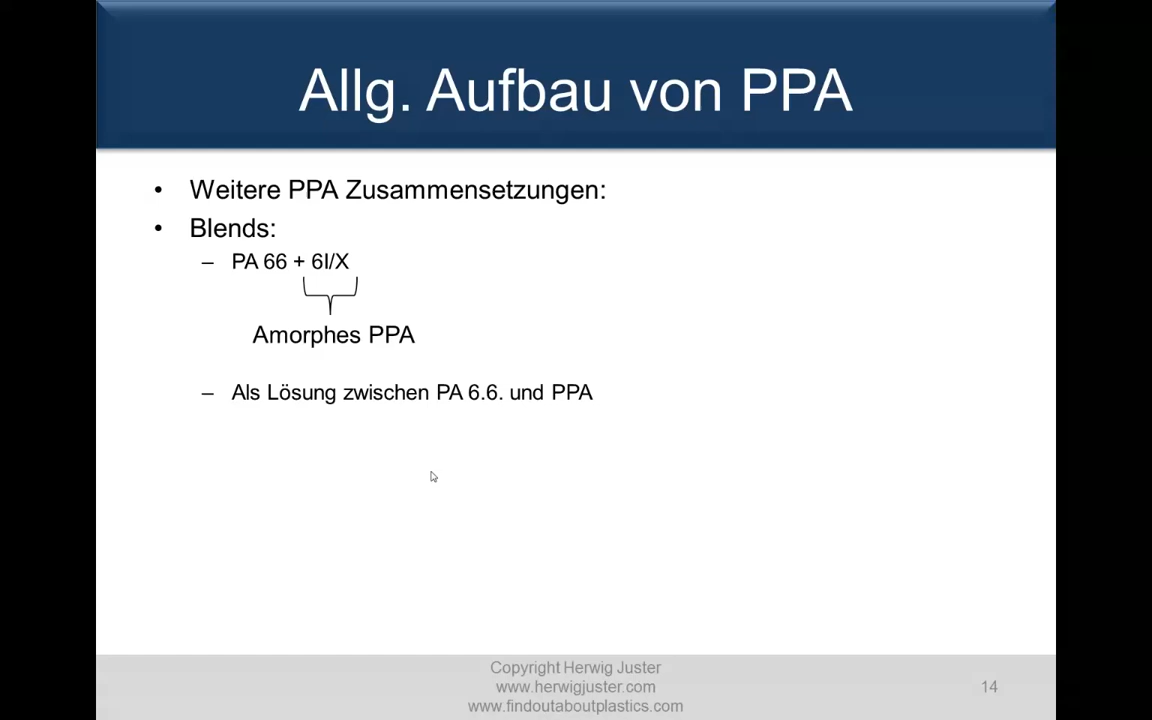 Allg. Aufbau von PPA
• Weitere PPA Zusammensetzungen:
• Blends:
– PA 66 + 6I/X
Amorphes PPA
– Als Lösung zwischen PA 6.6. und PPA
Copyright Herwig Juster
www.herwigjuster.com
14
www.findoutaboutplastics.com